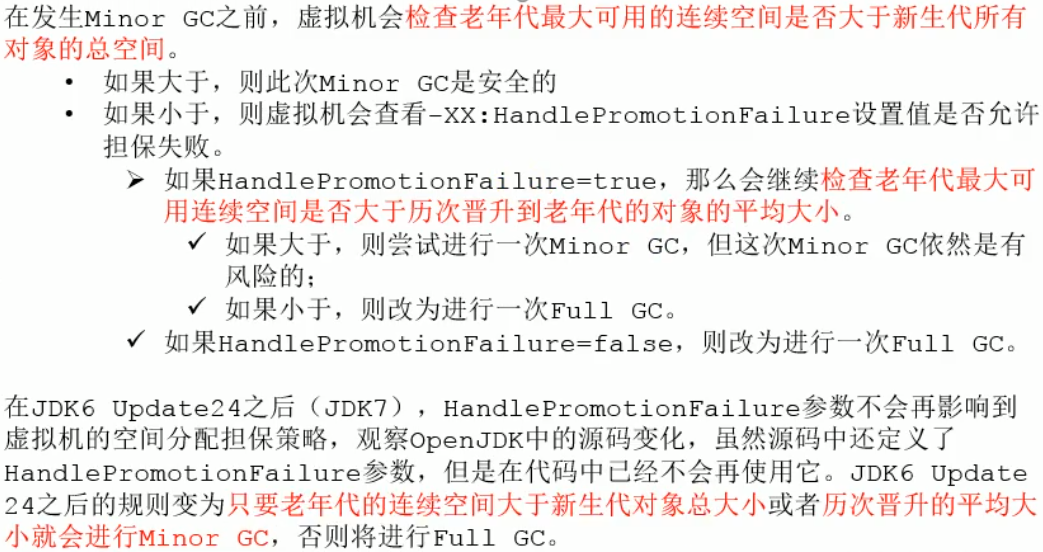 在发生Minor GC之前，虚拟机会检查老年代最大可用的连续空间是否大于新生代所有
对象的总空间。
• 如果大于，则此次Minor GC是安全的
• 如果小于，则虚拟机会查看-XX:HandlePromotionFailure设置值是否允许
担保失败。
➢ 如果HandlePromotionFailure=true，那么会继续检查老年代最大可
用连续空间是否大于历次晋升到老年代的对象的平均大小。
✓ 如果大于，则尝试进行一次Minor GC，但这次Minor GC依然是有
风险的；
✓ 如果小于，则改为进行一次Full GC。
✓ 如果HandlePromotionFailure=false，则改为进行一次Full GC。
在JDK6 Update24之后（JDK7），HandlePromotionFailure参数不会再影响到
虚拟机的空间分配担保策略，观察OpenJDK中的源码变化，虽然源码中还定义了
HandlePromotionFailure参数，但是在代码中已经不会再使用它。JDK6 Update
24之后的规则变为只要老年代的连续空间大于新生代对象总大小或者历次晋升的平均大
小就会进行Minor GC，否则将进行Full GC。